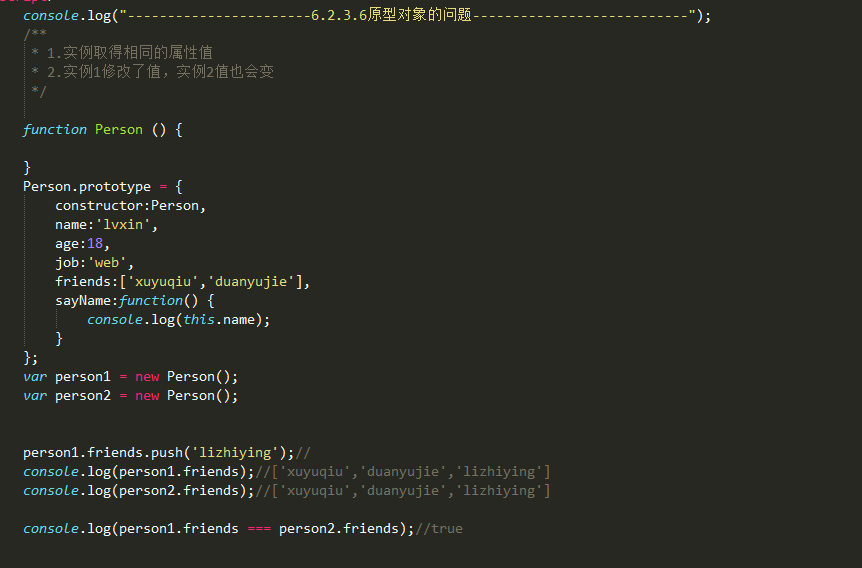 console.log("-----------------------6.2.3.6原型对象的问题---------------------------");
/**
* 1.实例取得相同的属性值
* 2.实例1修改了值，实例2值也会变
*/
function Person () {
}
Person.prototype = {
constructor:Person,
name:'lvxin',
age:18,
job:'web',
friends:['xuyuqiu','duanyujie'],
sayName:function() {
console.log(this.name);
}
};
var person1 = new Person();
var person2 = new Person();
person1.friends.push('lizhiying');//
console.log(person1.friends);//['xuyuqiu','duanyujie','lizhiying']
console.log(person2.friends);//['xuyuqiu','duanyujie','lizhiying']
console.log(person1.friends === person2.friends);//true